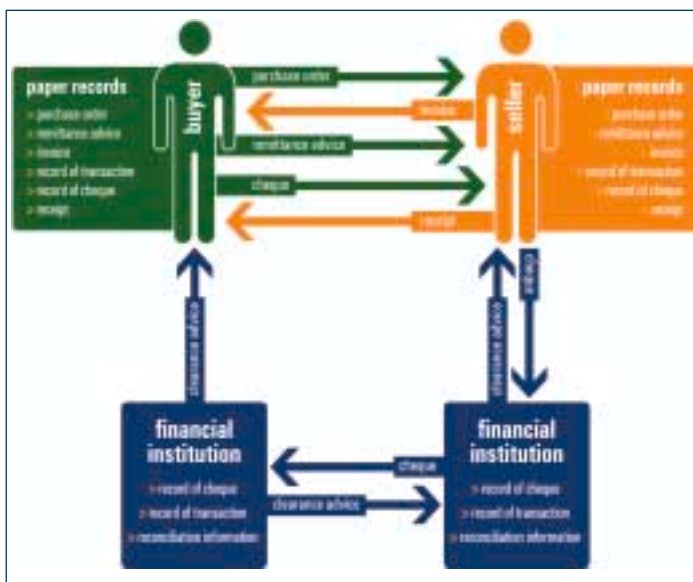 paper records
> purchase order
> remittance advice
> invoice
> record of transaction
> record of cheque
> receipt
buyer
purchase order
invoice
remittance advice
cheque
receipt
seller
paper records
purchase order
remittance advice
invoice
record of transaction
record of cheque
receipt
clearance advice
clearance advice
cheque
financial
institution
> record of cheque
> record of transaction
> reconciliation information
cheque
clearance advice
financial
institution
> record of cheque
> record of transaction
> reconciliation information